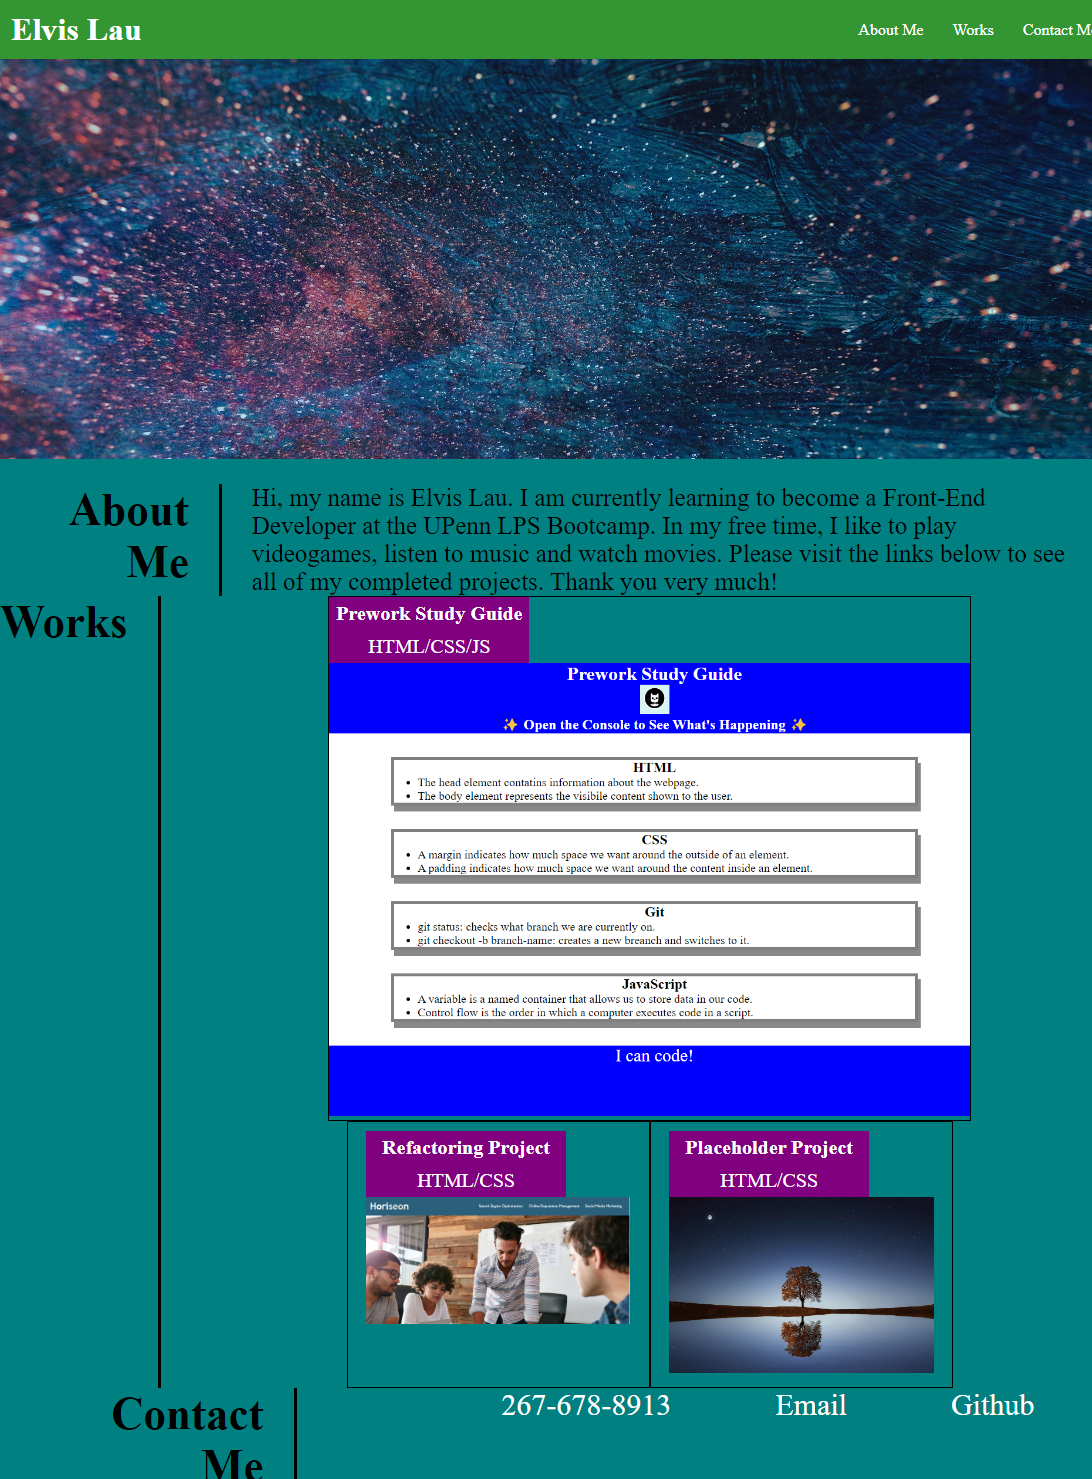 Elvis Lau
About Me
Works
Contact M
About
Me
Hi, my name is Elvis Lau. I am currently learning to become a Front-End
Developer at the UPenn LPS Bootcamp. In my free time, I like to play
videogames, listen to music and watch movies. Please visit the links below to see
all of my completed projects. Thank you very much!
Works
Prework Study Guide
HTML/CSS/JS
Prework Study Guide
✨ Open the Console to See What's Happening ✨
HTML
• The head element contatins information about the webpage.
• The body element represents the visibile content shown to the user.
CSS
• A margin indicates how much space we want around the outside of an element.
• A padding indicates how much space we want around the content inside an element.
Git
• git status: checks what branch we are currently on.
• git checkout -b branch-name: creates a new breanch and switches to it.
JavaScript
• A variable is a named container that allows us to store data in our code.
• Control flow is the order in which a computer executes code in a script.
I can code!
Refactoring Project
HTML/CSS
Horiseon
Search Engine Optimization
Online Reputation Management
Social Media Marketing
Placeholder Project
HTML/CSS
Contact
Me
267-678-8913
Email
Github